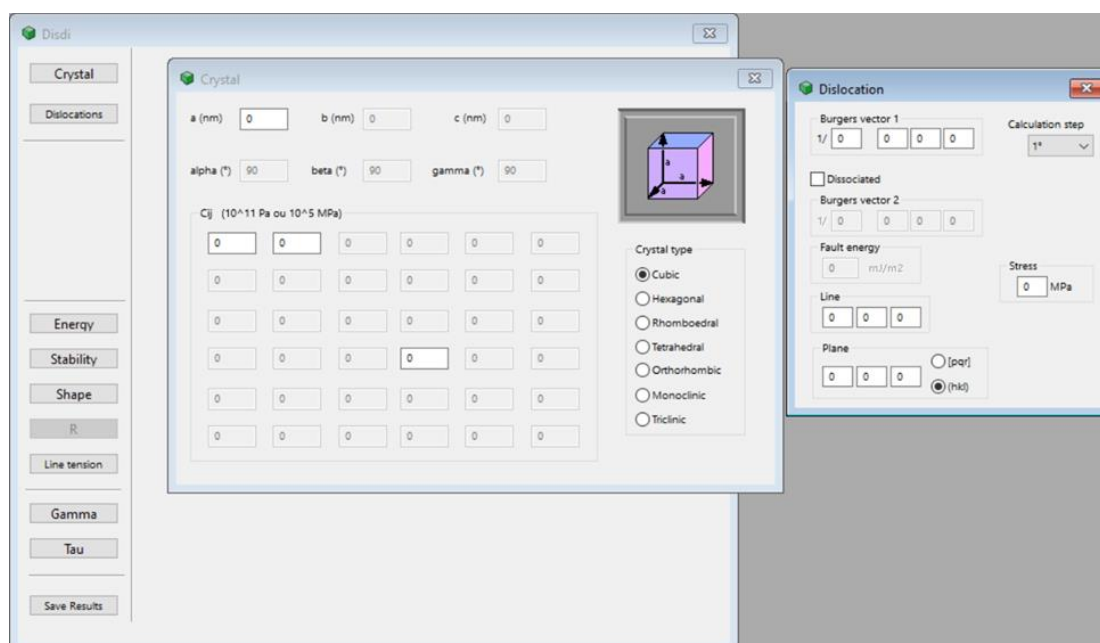 Disdi
Crystal
Dislocations
Energy
Stability
Shape
R
Line tension
Gamma
Tau
Save Results
Crystal
a (nm) 0 b (nm) 0 c (nm) 0
alpha (°) 90 beta (°) 90 gamma (°) 90
Cij (10^11 Pa ou 10^5 MPa)
0 0 0 0 0 0
0 0 0 0 0 0
0 0 0 0 0 0
0 0 0 0 0 0
0 0 0 0 0 0
0 0 0 0 0 0
a
a
a
Crystal type
Cubic
Hexagonal
Rhomboedral
Tetrahedral
Orthorhombic
Monoclinic
Triclinic
Dislocation
Burgers vector 1
1/ 0 0 0 0
Calculation step
1°
Dissociated
Burgers vector 2
1/ 0 0 0 0
Fault energy
0 mJ/m2
Stress
0 MPa
Line
0 0 0
Plane
0 0 0
[pqr]
(hkl)